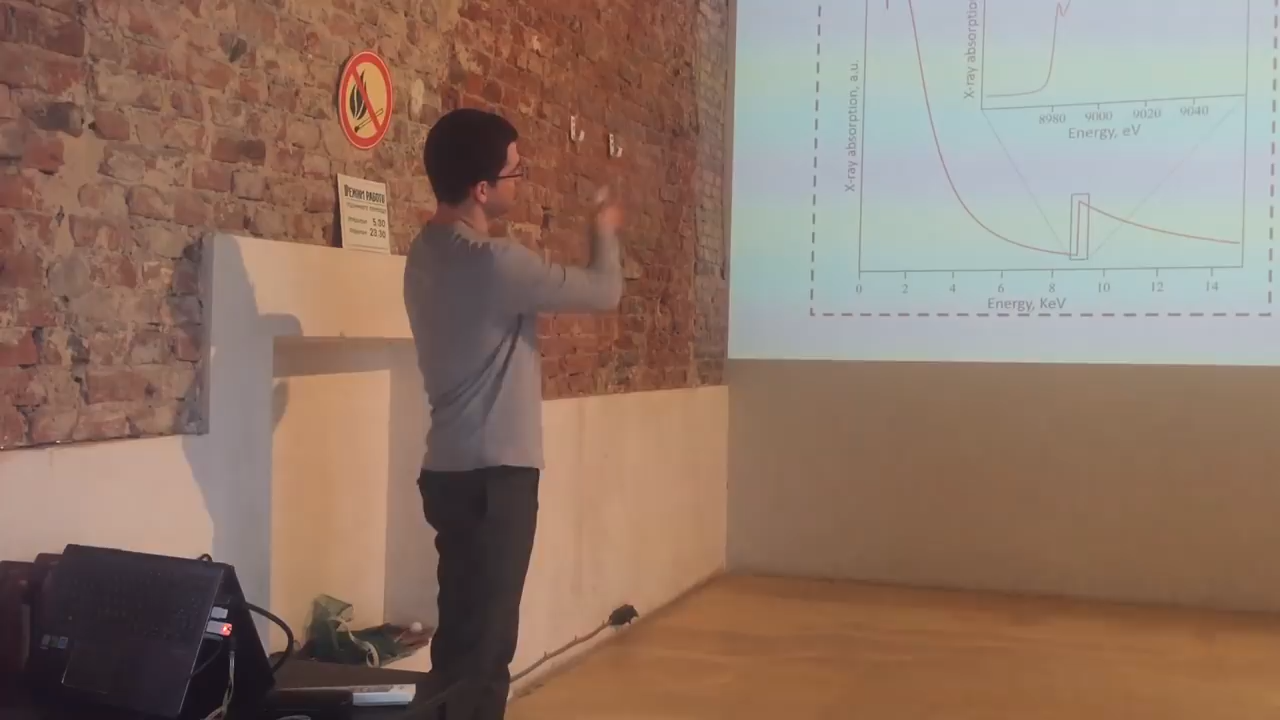 РЕЖИМ РАБОТЫ
5.30
23.30
X-ray absorption, a.u.
X-ray absorption
8980 9000 9020 9040
Energy, eV
0 2 4 6 8 10 12 14
Energy, KeV